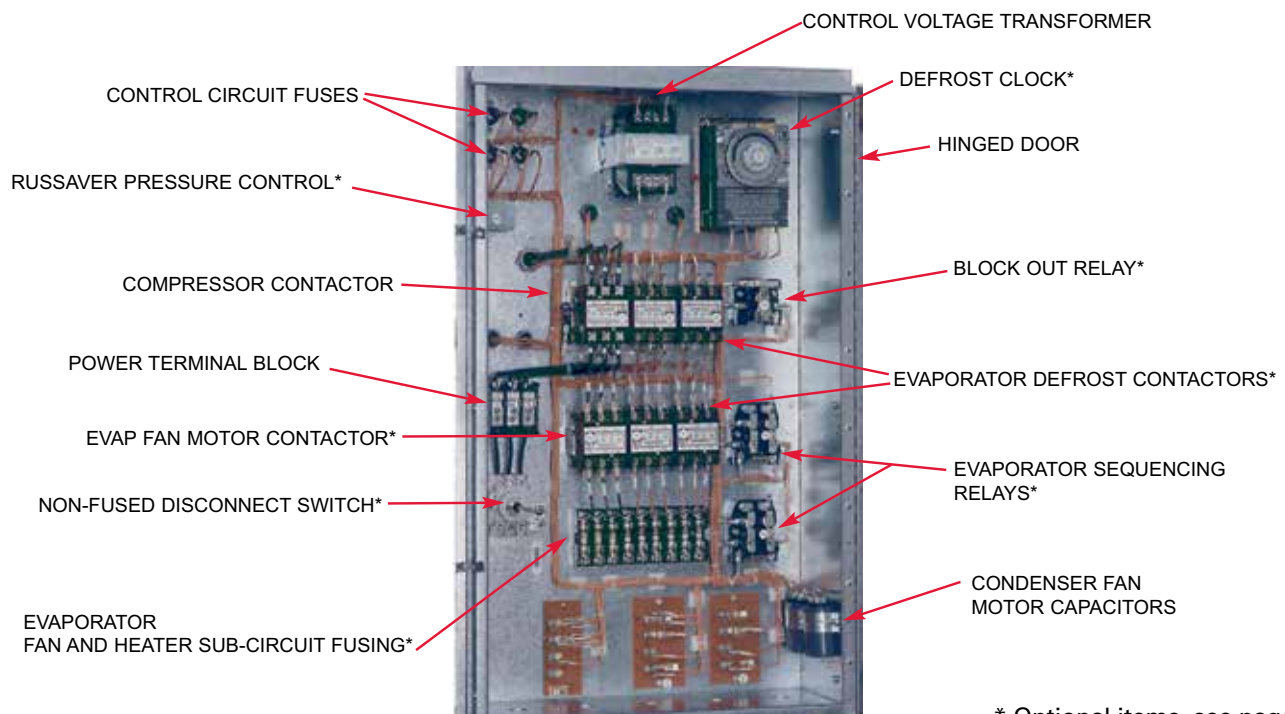 CONTROL VOLTAGE TRANSFORMER
DEFROST CLOCK*
CONTROL CIRCUIT FUSES
HINGED DOOR
RUSSAVER PRESSURE CONTROL*
BLOCK OUT RELAY*
COMPRESSOR CONTACTOR
POWER TERMINAL BLOCK
EVAPORATOR DEFROST CONTACTORS*
EVAP FAN MOTOR CONTACTOR*
EVAPORATOR SEQUENCING
RELAYS*
NON-FUSED DISCONNECT SWITCH*
CONDENSER FAN
MOTOR CAPACITORS
EVAPORATOR
FAN AND HEATER SUB-CIRCUIT FUSING*
* Optional items, see